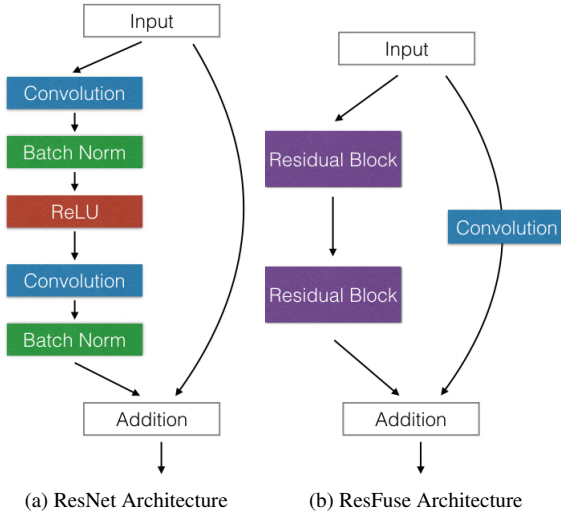 Input
Convolution
Batch Norm
ReLU
Convolution
Batch Norm
Addition
(a) ResNet Architecture
Input
Residual Block
Convolution
Residual Block
Addition
(b) ResFuse Architecture